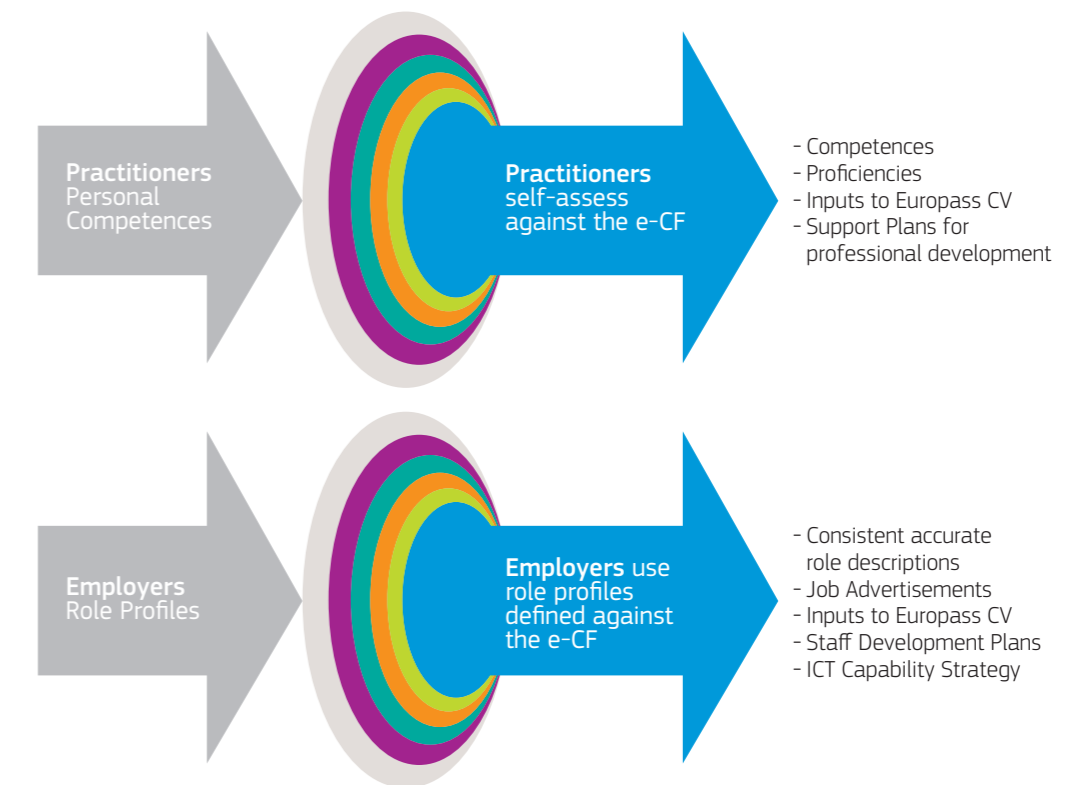 Practitioners
Personal
Competences
Practitioners
self-assess
against the e-CF
- Competences
- Proficiencies
- Inputs to Europass CV
- Support Plans for
professional development
Employers
Role Profiles
Employers use
role profiles
defined against
the e-CF
- Consistent accurate
role descriptions
- Job Advertisements
- Inputs to Europass CV
- Staff Development Plans
- ICT Capability Strategy